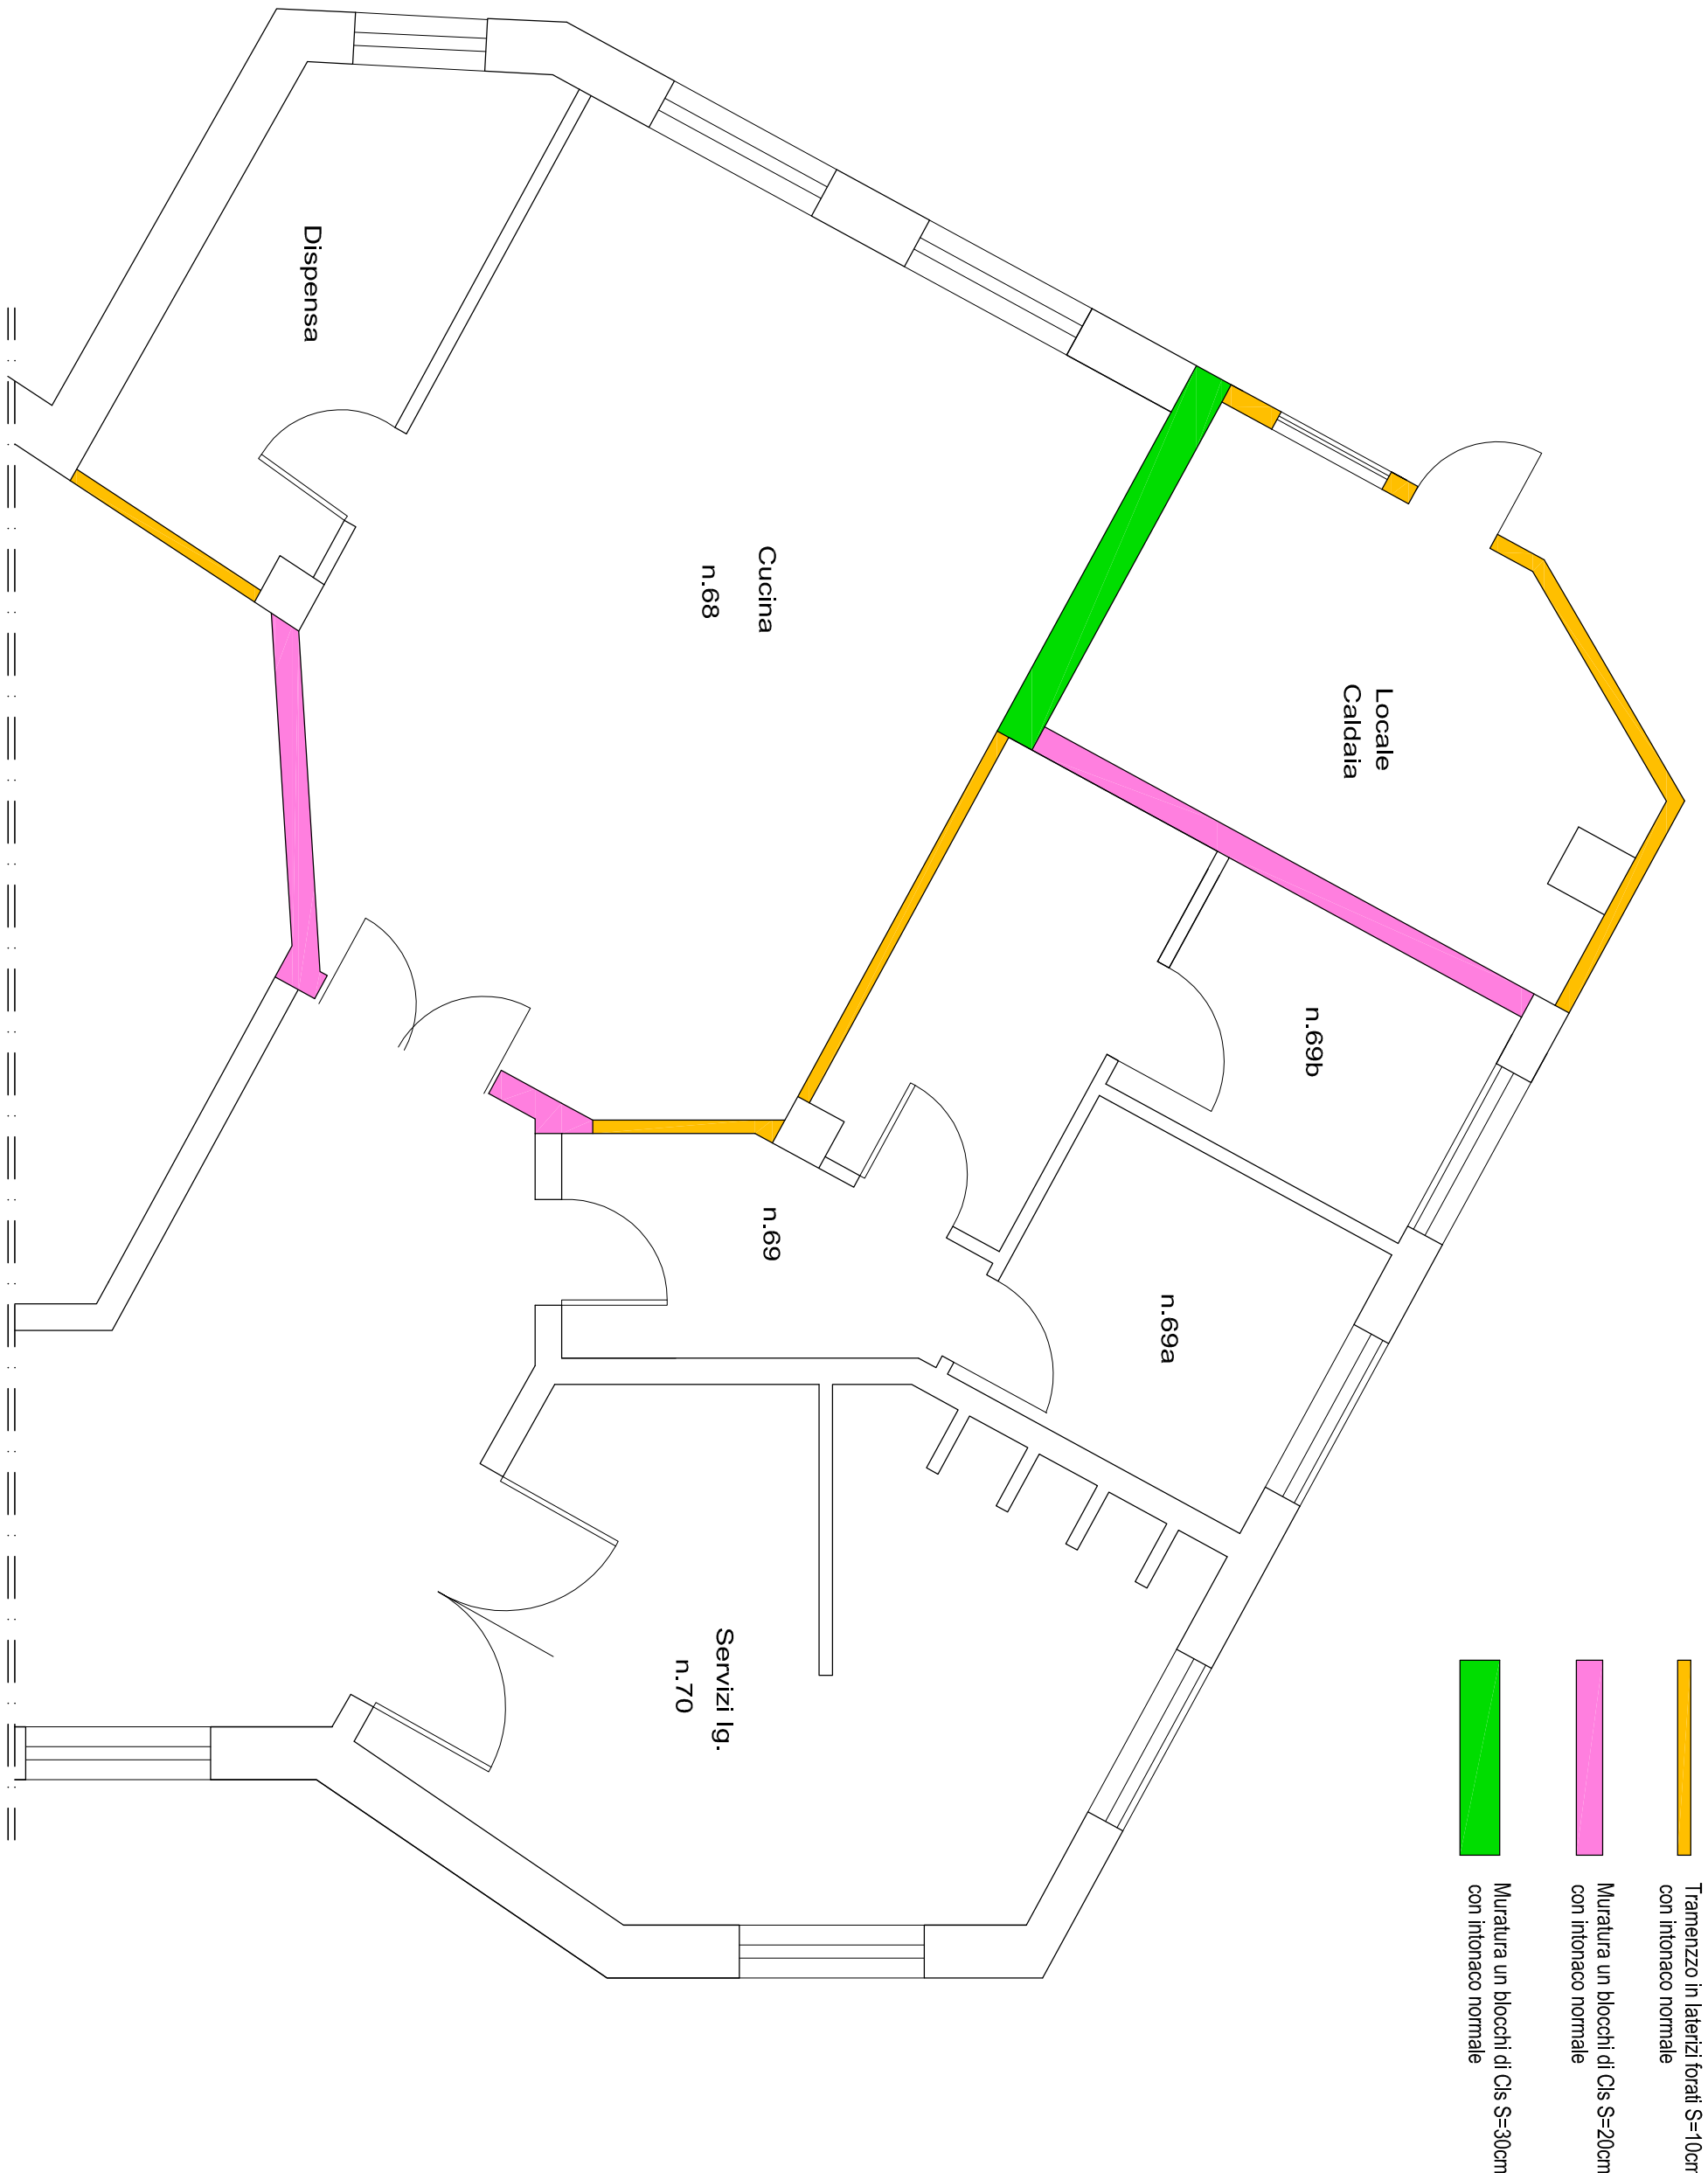 Tramenzzo in laterizi forati S=10cm
con intonaco normale
Muratura un blocchi di Cls S=20cm
con intonaco normale
Muratura un blocchi di Cls S=30cm
con intonaco normale
Locale
Caldaia
n.69b
n.69a
Cucina
n.68
n.69
Servizi Ig.
n.70
Dispensa